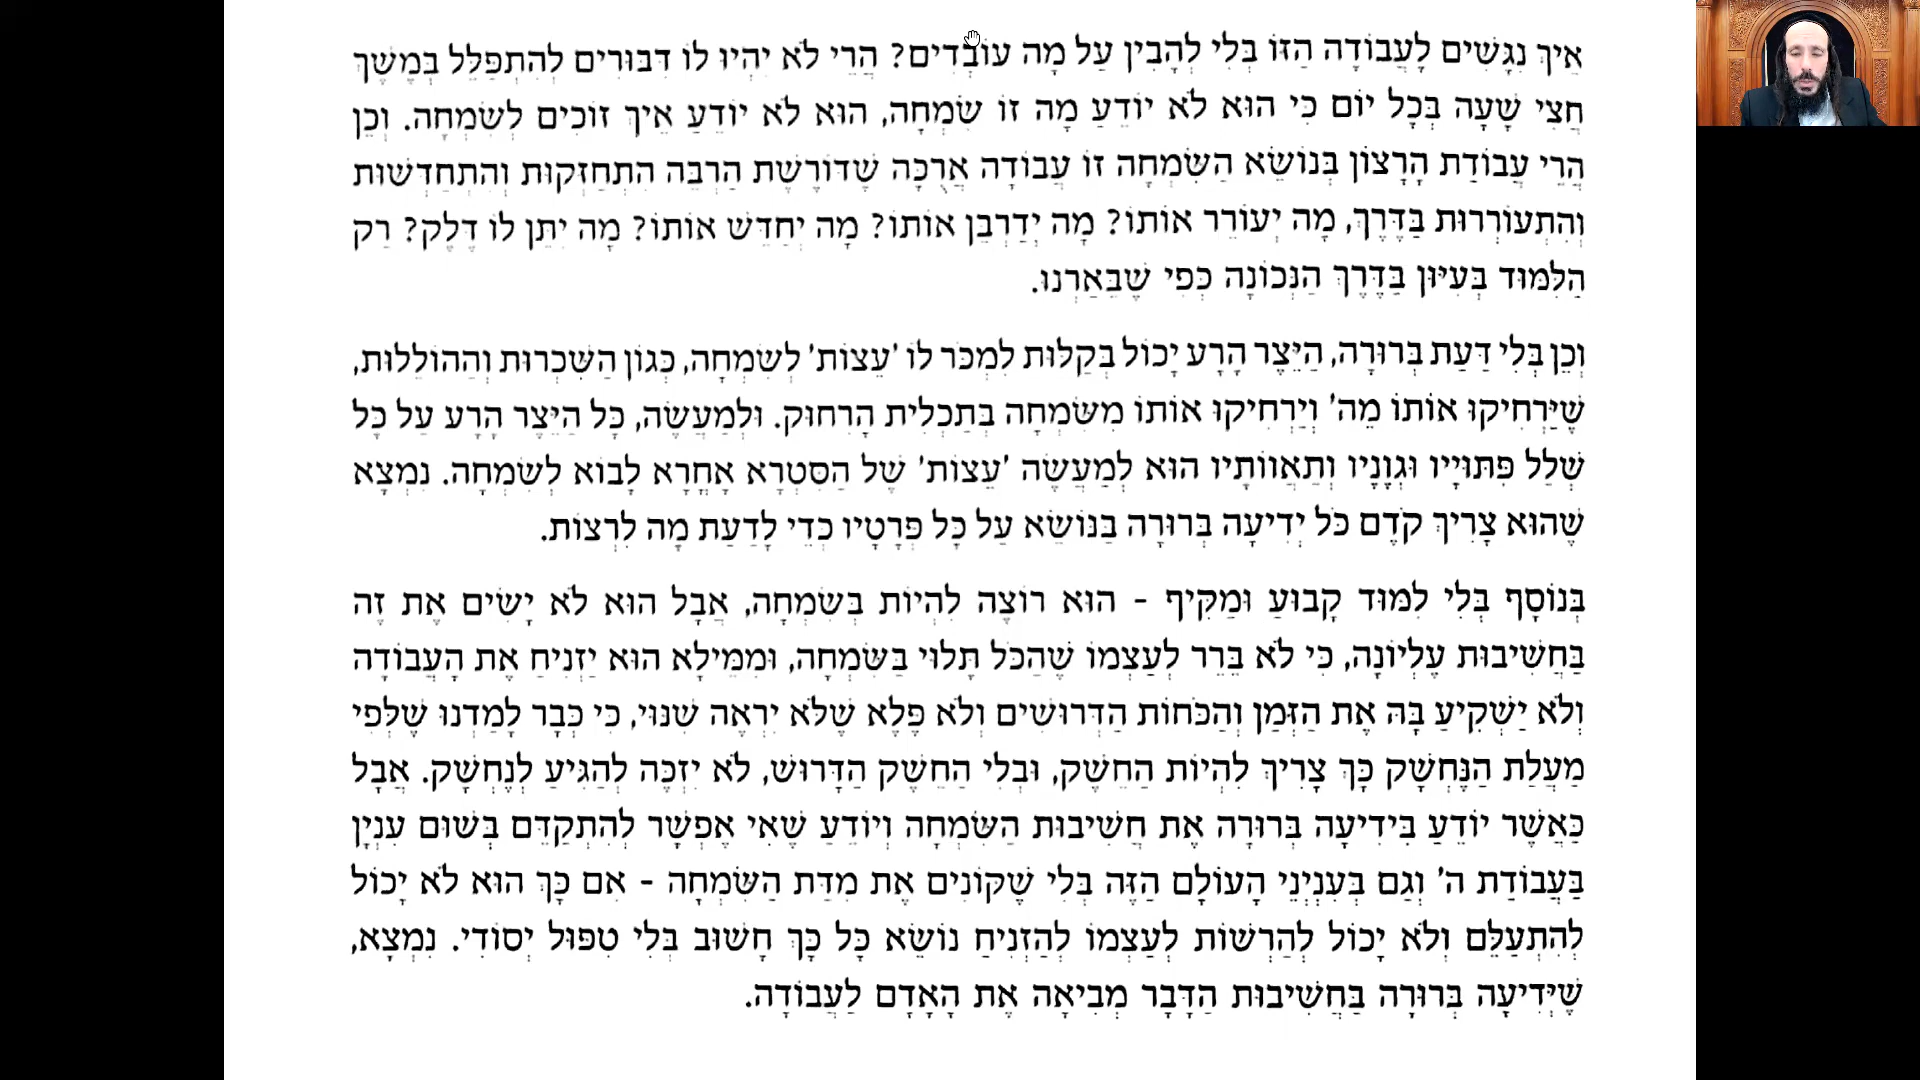 אֵיךְ נִגָּשִׁים לָעֲבוֹדָה הַזּוֹ בְּלִי לְהָבִין עַל מָה עוֹבְדִים? הֲרֵי לֹא יִהְיוּ לוֹ דִּבּוּרִים לְהִתְפַּלֵּל בְּמֶשֶׁךְ
חֲצִי שָׁעָה בְּכָל יוֹם כִּי הוּא לֹא יוֹדֵעַ מָה זוֹ שִׂמְחָה, הוּא לֹא יוֹדֵעַ אֵיךְ זוֹכִים לְשִׂמְחָה. וְכֵן
הֲרֵי עֲבוֹדַת הָרָצוֹן בְּנוֹשֵׂא הַשִּׂמְחָה זוֹ עֲבוֹדָה אֲרֻכָּה שֶׁדּוֹרֶשֶׁת הַרְבֵּה הִתְחַזְּקוּת וְהִתְחַדְּשׁוּת
וְהִתְעוֹרְרוּת בַּדֶּרֶךְ, מָה יְעוֹרֵר אוֹתוֹ? מָה יְדַרְבֵּן אוֹתוֹ? מָה יְחַדֵּשׁ אוֹתוֹ? מָה יִתֵּן לוֹ דֶּלֶק? רַק
הַלִּמּוּד בְּעִיּוּן בַּדֶּרֶךְ הַנְּכוֹנָה כְּפִי שֶׁבֵּאַרְנוּ.
וְכֵן בְּלִי דַּעַת בְּרוּרָה, הַיֵּצֶר הָרָע יָכוֹל בְּקַלּוּת לִמְכֹּר לוֹ 'עֵצוֹת' לְשִׂמְחָה, כְּגוֹן הַשִּׁכְרוּת וְהַהוֹלֵלוּת,
שֶׁיַּרְחִיקוּ אוֹתוֹ מֵה' וְיַרְחִיקוּ אוֹתוֹ מִשִּׂמְחָה בְּתַכְלִית הָרִחוּק. וּלְמַעֲשֶׂה, כָּל הַיֵּצֶר הָרָע עַל כָּל
שְׁלַל פִּתּוּיָיו וּגְוָנָיו וְתַאֲווֹתָיו הוּא לְמַעֲשֶׂה 'עֵצוֹת' שֶׁל הַסִּטְרָא אָחֳרָא לָבוֹא לְשִׂמְחָה. נִמְצָא
שֶׁהוּא צָרִיךְ קֹדֶם כֹּל יְדִיעָה בְּרוּרָה בַּנּוֹשֵׂא עַל כָּל פְּרָטָיו כְּדֵי לָדַעַת מָה לִרְצוֹת.
בְּנוֹסָף בְּלִי לִמּוּד קָבוּעַ וּמַקִּיף - הוּא רוֹצֶה לִהְיוֹת בְּשִׂמְחָה, אֲבָל הוּא לֹא יָשִׂים אֶת זֶה
בַּחֲשִׁיבוּת עֶלְיוֹנָה, כִּי לֹא בֵּרֵר לְעַצְמוֹ שֶׁהַכֹּל תָּלוּי בַּשִּׂמְחָה, וּמִמֵּילָא הוּא יַזְנִיחַ אֶת הָעֲבוֹדָה
וְלֹא יַשְׁקִיעַ בָּהּ אֶת הַזְּמַן וְהַכֹּחוֹת הַדְּרוּשִׁים וְלֹא פֶּלֶא שֶׁלֹּא יִרְאֶה שִׁנּוּי, כִּי כְּבָר לָמַדְנוּ שֶׁלְּפִי
מַעֲלַת הַנֶּחְשָׁק כָּךְ צָרִיךְ לִהְיוֹת הַחֵשֶׁק, וּבְלִי הַחֵשֶׁק הַדָּרוּשׁ, לֹא יִזְכֶּה לְהַגִּיעַ לְנֶחְשָׁק. אֲבָל
כַּאֲשֶׁר יוֹדֵעַ בִּידִיעָה בְּרוּרָה אֶת חֲשִׁיבוּת הַשִּׂמְחָה וְיוֹדֵעַ שֶׁאִי אֶפְשָׁר לְהִתְקַדֵּם בְּשׁוּם עִנְיָן
בַּעֲבוֹדַת ה' וְגַם בְּעִנְיְנֵי הָעוֹלָם הַזֶּה בְּלִי שֶׁקּוֹנִים אֶת מִדַּת הַשִּׂמְחָה - אִם כָּךְ הוּא לֹא יָכוֹל
לְהִתְעַלֵּם וְלֹא יָכוֹל לְהַרְשׁוֹת לְעַצְמוֹ לְהַזְנִיחַ נוֹשֵׂא כָּל כָּךְ חָשׁוּב בְּלִי טִפּוּל יְסוֹדִי. נִמְצָא,
שֶׁיְּדִיעָה בְּרוּרָה בַּחֲשִׁיבוּת הַדָּבָר מְבִיאָה אֶת הָאָדָם לַעֲבוֹדָה.